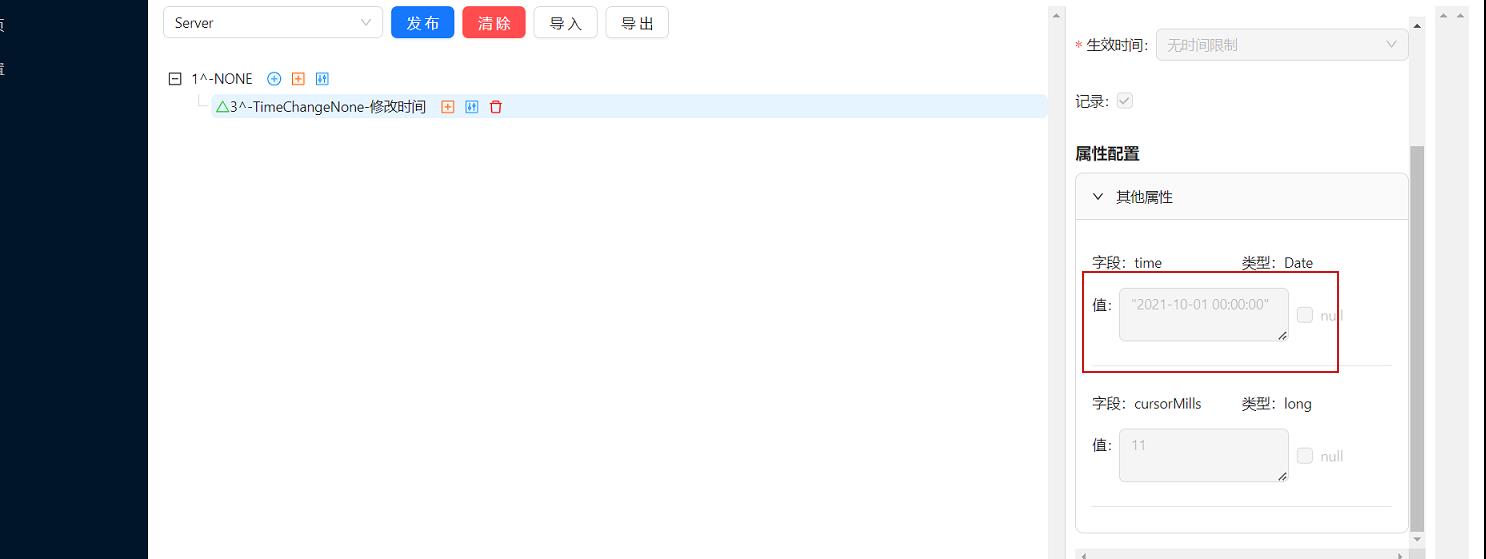 Server
发 布
清 除
导 入
导 出
1^-NONE
3^-TimeChangeNone-修改时间
* 生效时间: 无时间限制
记录:
属性配置
其他属性
字段: time 类型: Date
值: "2021-10-01 00:00:00" null
字段: cursorMills 类型: long
值: 11 null